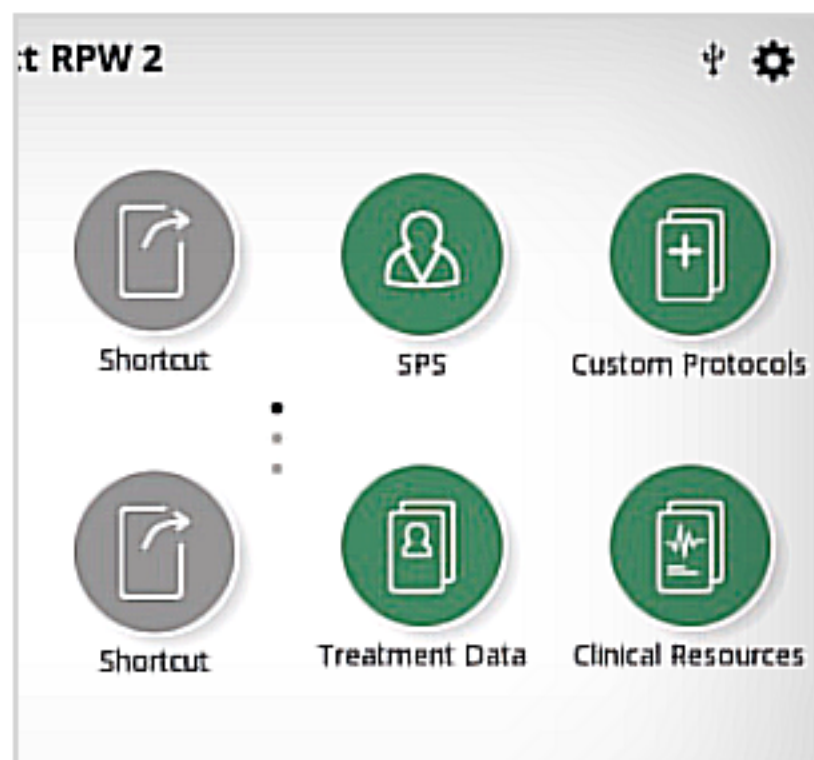 :t RPW 2
Shortcut
SPS
Custom Protocols
Shortcut
Treatment Data
Clinical Resources